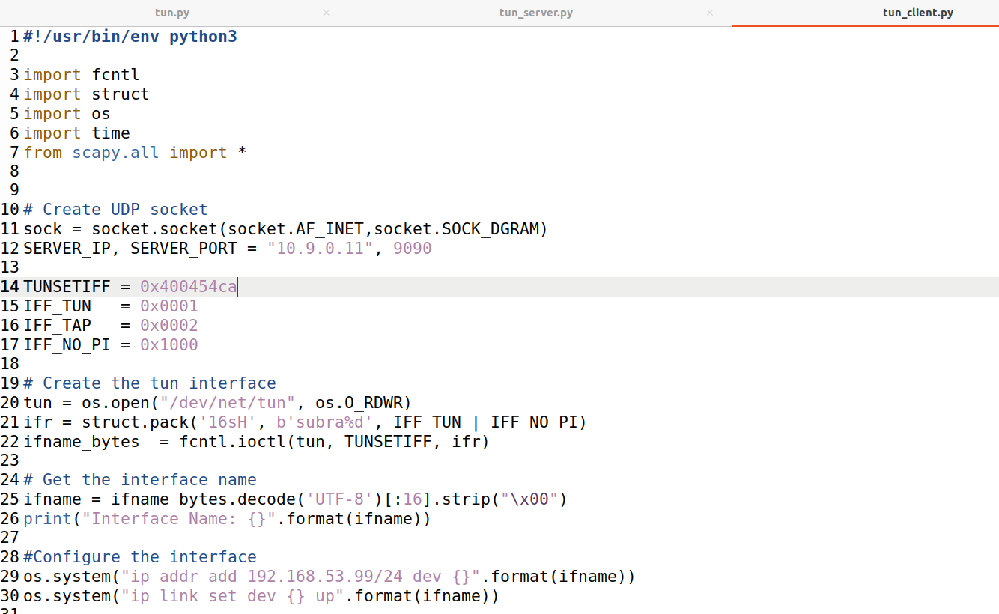 tun.py × tun_server.py × tun_client.py
1 #!/usr/bin/env python3
2
3 import fcntl
4 import struct
5 import os
6 import time
7 from scapy.all import *
8
9
10 # Create UDP socket
11 sock = socket.socket(socket.AF_INET,socket.SOCK_DGRAM)
12 SERVER_IP, SERVER_PORT = "10.9.0.11", 9090
13
14 TUNSETIFF = 0x400454ca
15 IFF_TUN   = 0x0001
16 IFF_TAP   = 0x0002
17 IFF_NO_PI = 0x1000
18
19 # Create the tun interface
20 tun = os.open("/dev/net/tun", os.O_RDWR)
21 ifr = struct.pack('16sH', b'subra%d', IFF_TUN | IFF_NO_PI)
22 ifname_bytes  = fcntl.ioctl(tun, TUNSETIFF, ifr)
23
24 # Get the interface name
25 ifname = ifname_bytes.decode('UTF-8')[:16].strip("\x00")
26 print("Interface Name: {}".format(ifname))
27
28 #Configure the interface
29 os.system("ip addr add 192.168.53.99/24 dev {}".format(ifname))
30 os.system("ip link set dev {} up".format(ifname))
31